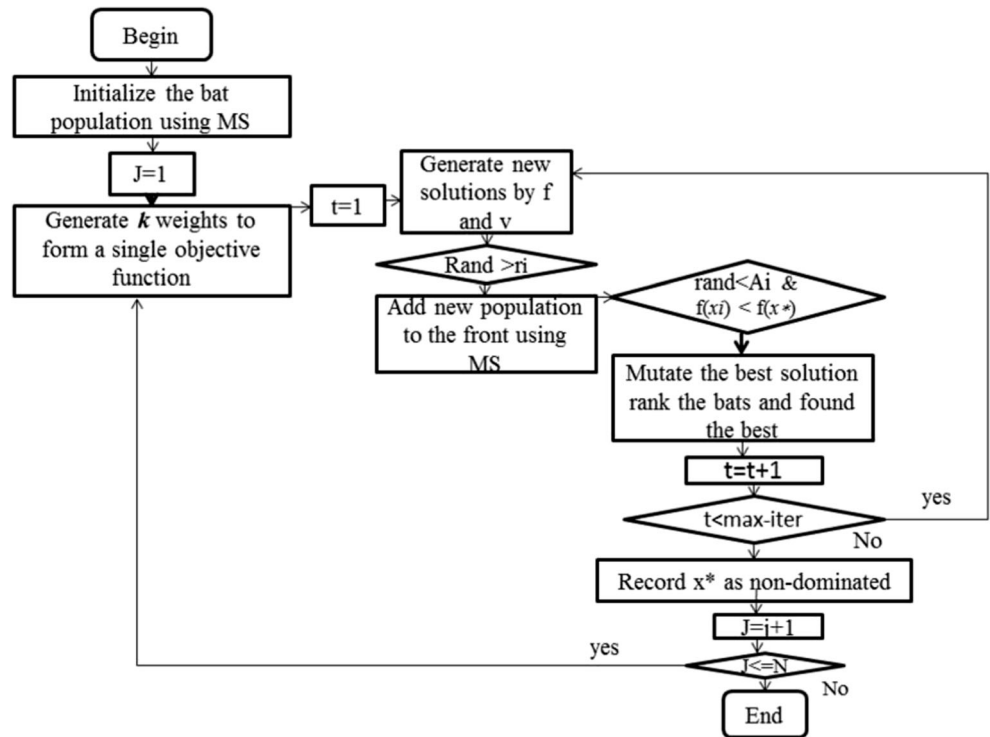 Begin
Initialize the bat
population using MS
J=1
Generate k weights to
form a single objective
function
t=1
Generate new
solutions by f
and v
Rand >ri
Add new population
to the front using
MS
rand<Ai &
f(xi) < f(x*)
Mutate the best solution
rank the bats and found
the best
t=t+1
t<max-iter
yes
No
Record x* as non-dominated
J=j+1
J<=N
yes
No
End